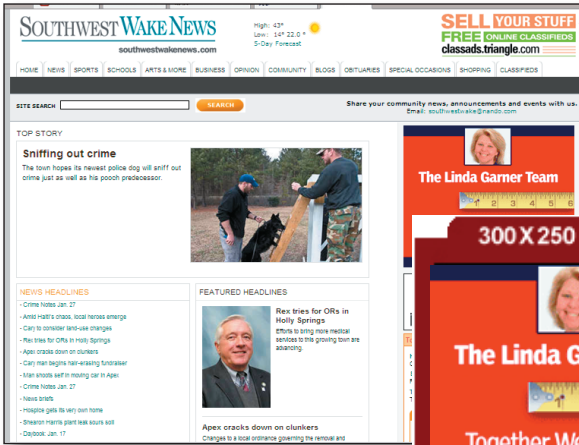 SOUTHWEST WAKE NEWS
southwestwakenews.com
High: 43°
Low: 14° 22.0 °
5-Day Forecast
SELL YOUR STUFF
FREE ONLINE CLASSIFIEDS
classads.triangle.com
HOME NEWS SPORTS SCHOOLS ARTS & MORE BUSINESS OPINION COMMUNITY BLOGS OBITUARIES SPECIAL OCCASIONS SHOPPING CLASSIFIEDS
SITE SEARCH SEARCH
Share your community news, announcements and events with us.
Email: southwestwake@nando.com
TOP STORY
Sniffing out crime
The town hopes its newest police dog will sniff out
crime just as well as his pooch predecessor.
The Linda Garner Team
2 3 4 5 6
300 X 250
The Linda G
Together We
NEWS HEADLINES
- Crime Notes Jan. 27
- Amid Haiti's chaos, local heroes emerge
- Cary to consider land-use changes
- Rex tries for ORs in Holly Springs
- Apex cracks down on clunkers
- Cary man begins hair-erasing fundraiser
- Man shoots self in moving car in Apex
- Crime Notes Jan. 27
- News briefs
- Hospice gets its very own home
- Shearon Harris plant leak sours soil
- Daybook: Jan. 17
FEATURED HEADLINES
Rex tries for ORs in
Holly Springs
Efforts to bring more medical
services to this growing town are
advancing.
Apex cracks down on clunkers
Changes to a local ordinance governing the removal and